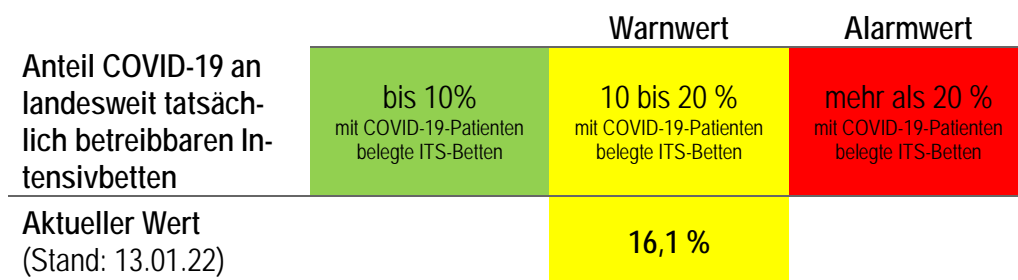 Warnwert Alarmwert
Anteil COVID-19 an
landesweit tatsäch-
lich betreibbaren In-
tensivbetten
bis 10%
mit COVID-19-Patienten
belegte ITS-Betten
10 bis 20 %
mit COVID-19-Patienten
belegte ITS-Betten
mehr als 20 %
mit COVID-19-Patienten
belegte ITS-Betten
Aktueller Wert
(Stand: 13.01.22)
16,1 %